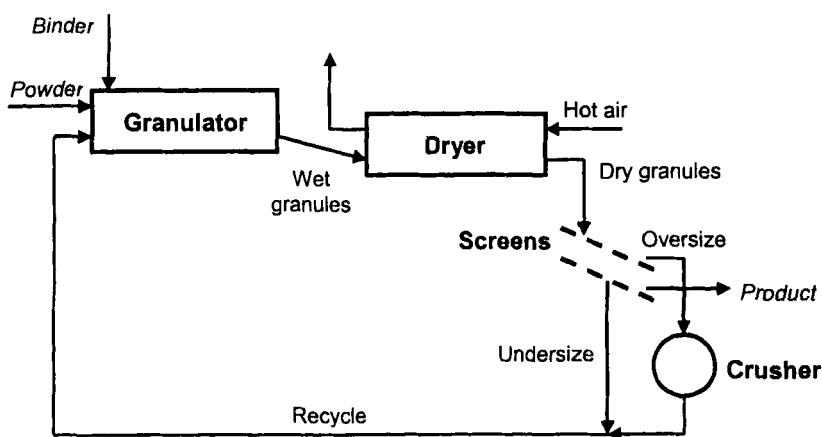 Binder
Powder
Granulator
Hot air
Dryer
Wet
granules
Dry granules
Screens
Oversize
Product
Undersize
Crusher
Recycle